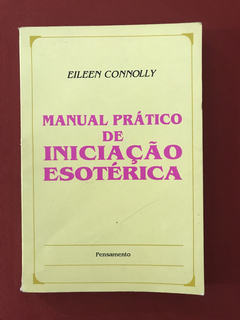 EILEEN CONNOLLY
MANUAL PRÁTICO
DE
INICIAÇÃO
ESOTÉRICA
Pensamento